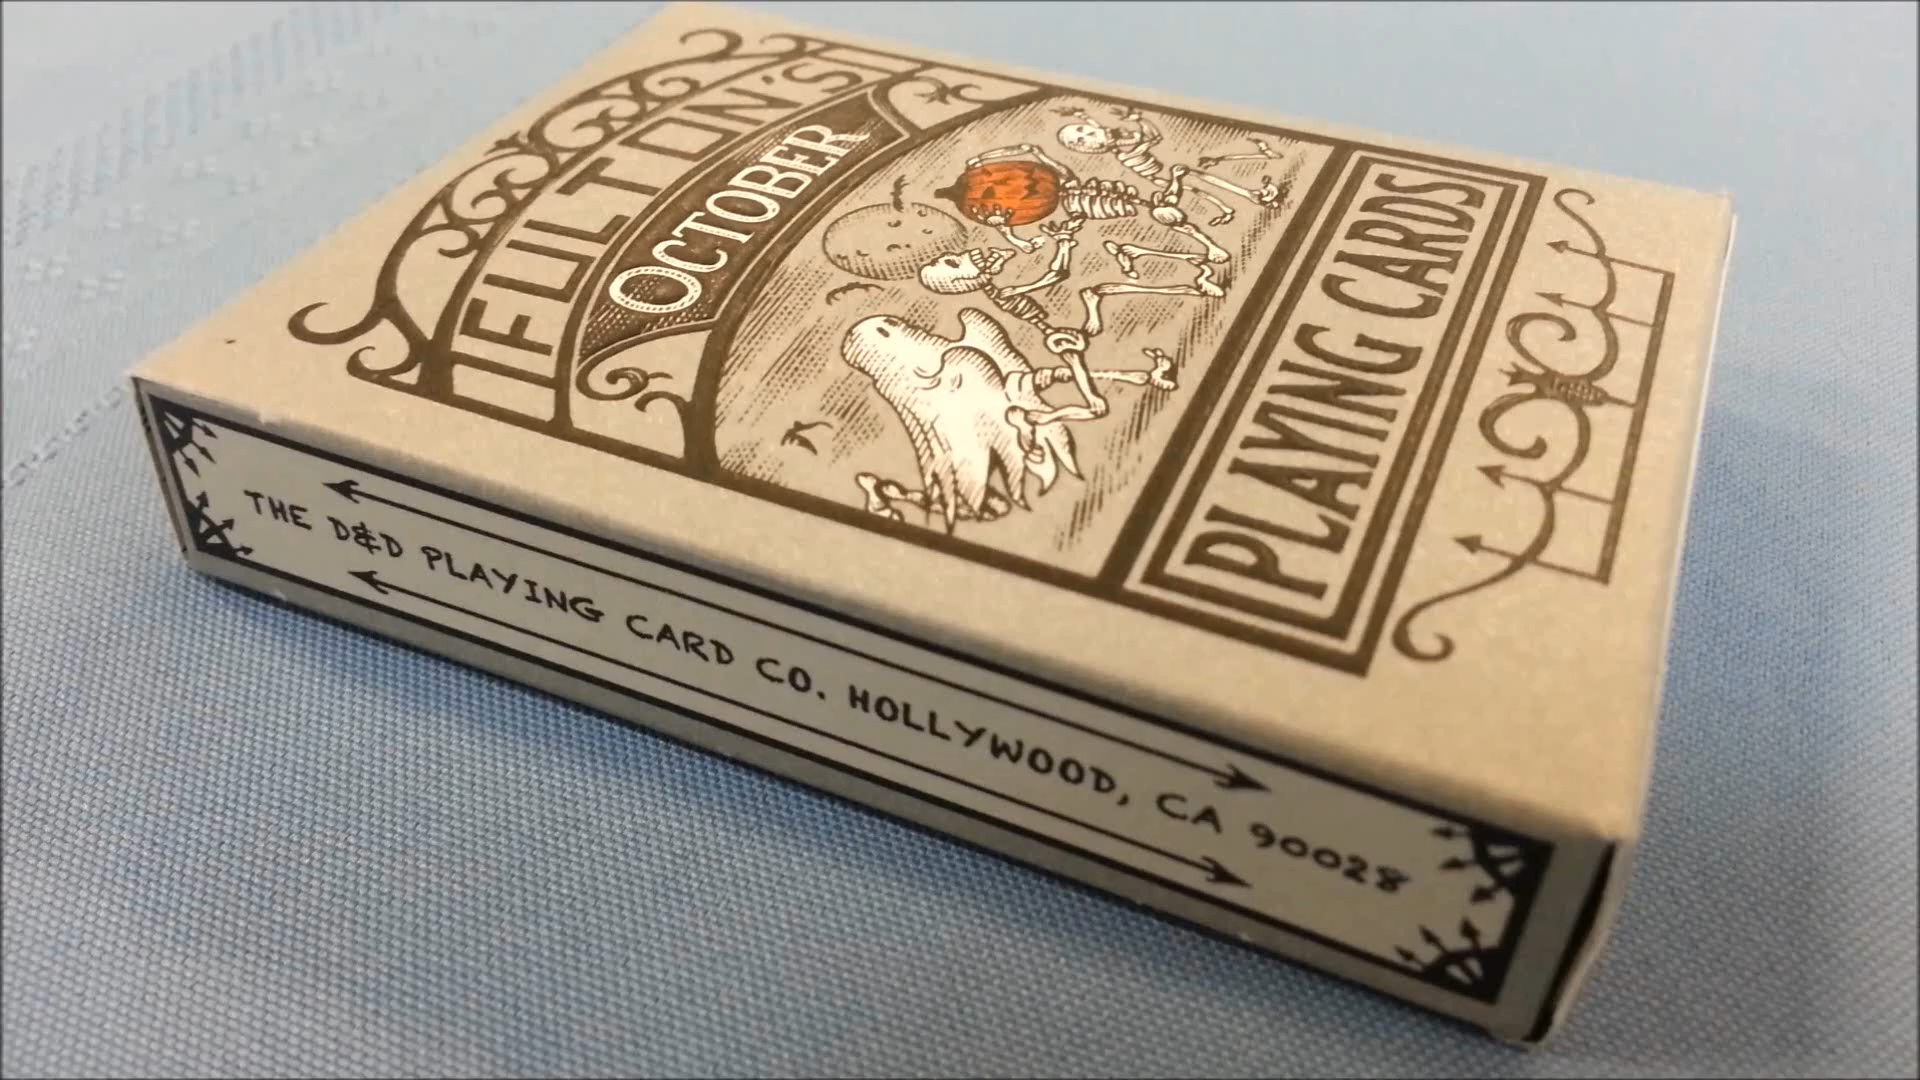 FULTON'S
OCTOBER
PLAYING CARDS
THE D&D PLAYING CARD CO. HOLLYWOOD, CA 90028